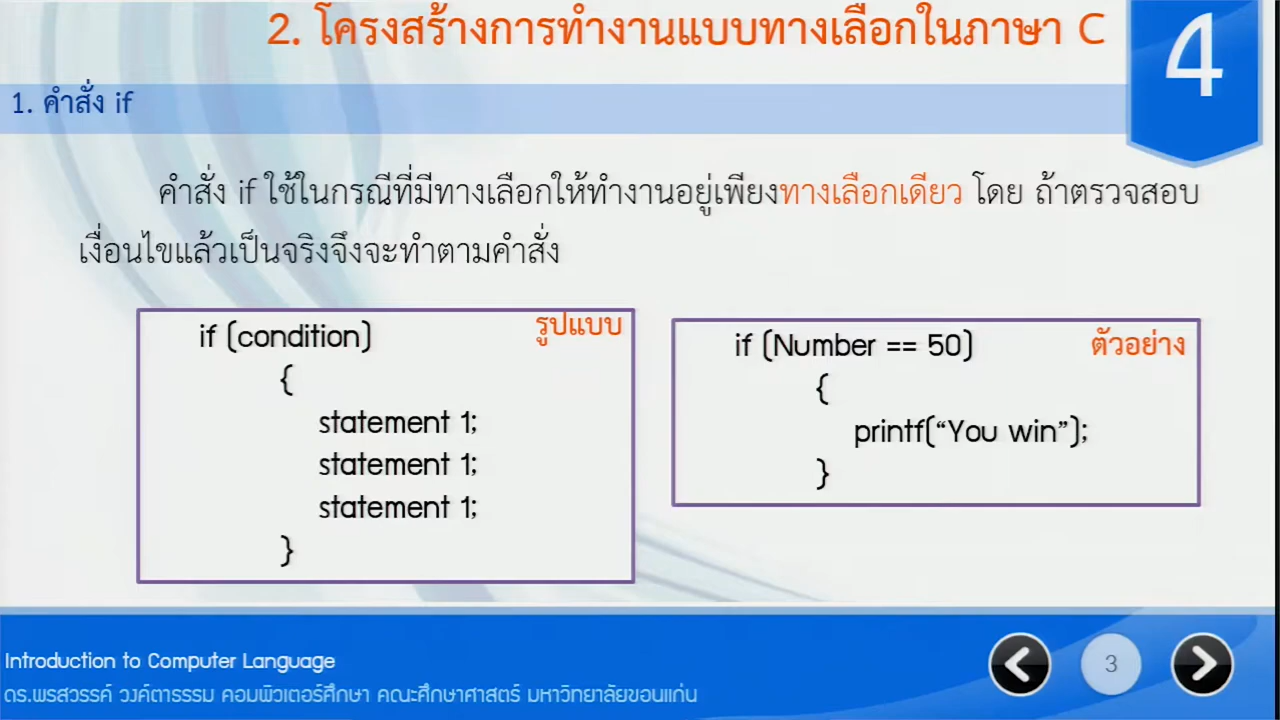 2. โครงสร้างการทำงานแบบทางเลือกในภาษา C
4
1. คำสั่ง if
คำสั่ง if ใช้ในกรณีที่มีทางเลือกให้ทำงานอยู่เพียงทางเลือกเดียว โดย ถ้าตรวจสอบ
เงื่อนไขแล้วเป็นจริงจึงจะทำตามคำสั่ง
รูปแบบ
if (condition)
{
statement 1;
statement 1;
statement 1;
}
ตัวอย่าง
if (Number == 50)
{
printf(“You win”);
}
Introduction to Computer Language
ดร.พรสวรรค์ วงค์ตาธรรม คอมพิวเตอร์ศึกษา คณะศึกษาศาสตร์ มหาวิทยาลัยขอนแก่น
3